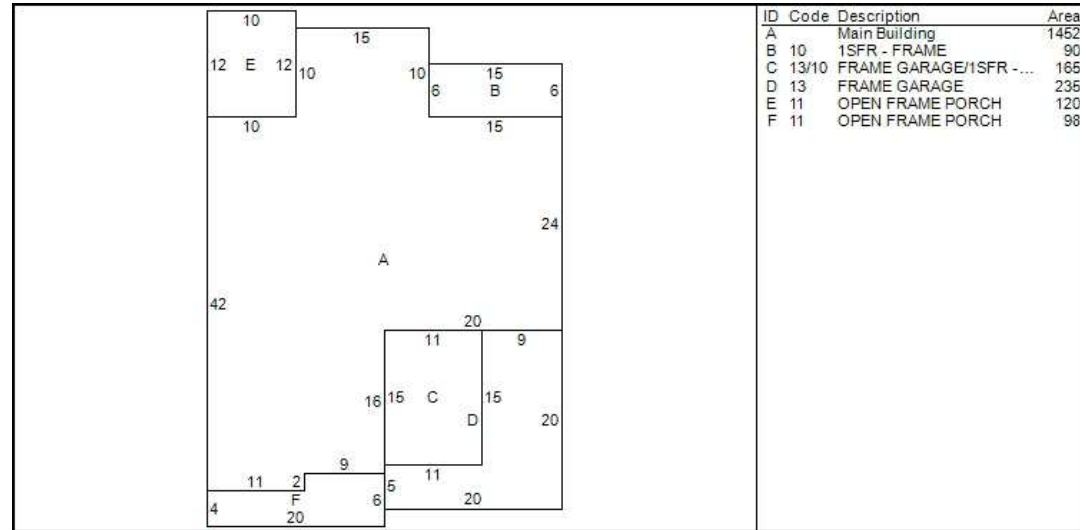 10
15
12 E 12
10
10
15
6 B 6
10
15
24
A
42
20
11 9
16 15 C 15
D 20
9
11
11 2
5
F
6
20
4
20
ID Code Description Area
A Main Building 1452
B 10 1SFR - FRAME 90
C 13/10 FRAME GARAGE/1SFR -... 165
D 13 FRAME GARAGE 235
E 11 OPEN FRAME PORCH 120
F 11 OPEN FRAME PORCH 98